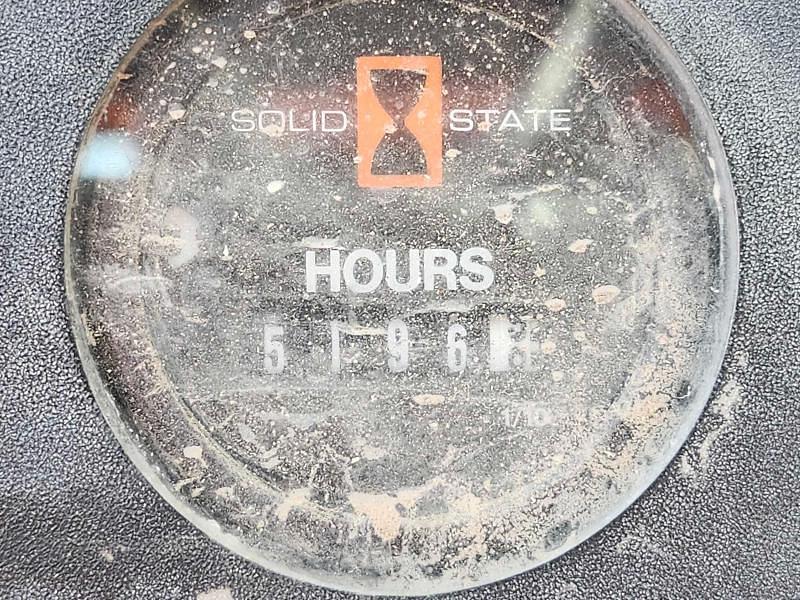 SOLID STATE
HOURS
5 1 9 6
1/10